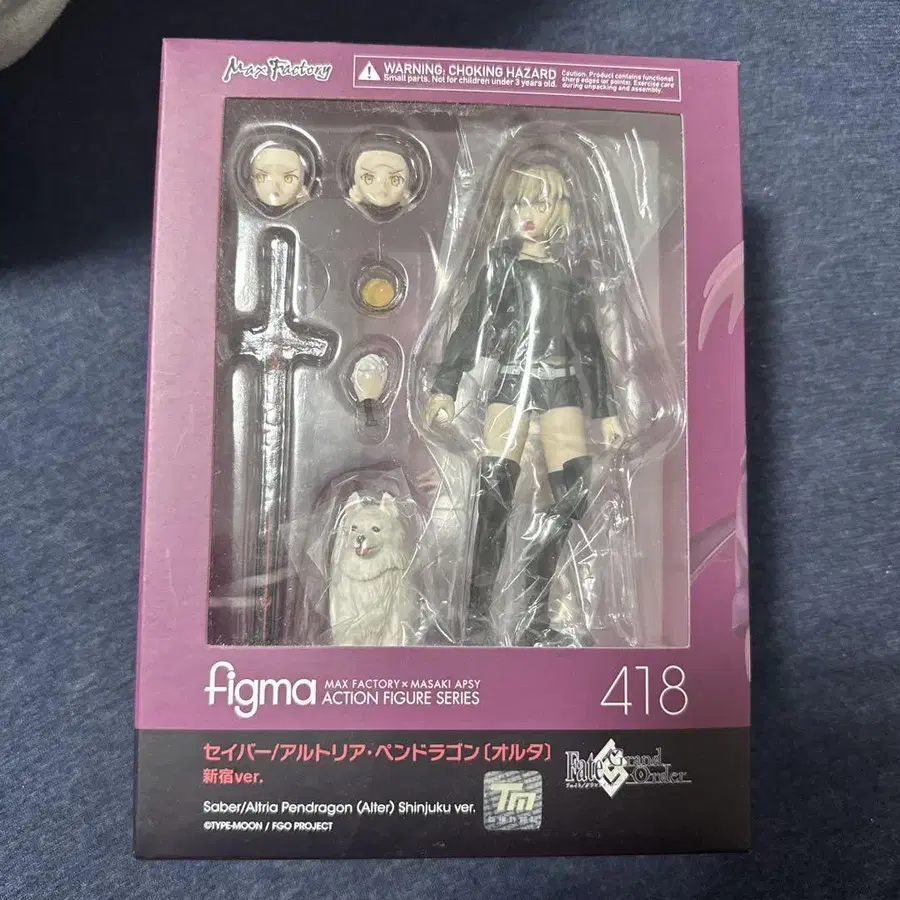 Max Factory
WARNING: CHOKING HAZARD
Small parts. Not for children under 3 years old.
Caution: Product contains functional
sharp edges (or points). Exercise care
during unpacking and assembly.
figma
MAX FACTORY × MASAKI APSY
ACTION FIGURE SERIES
418
セイバー/アルトリア・ペンドラゴン〔オルタ〕
新宿ver.
Saber/Altria Pendragon (Alter) Shinjuku ver.
©TYPE-MOON / FGO PROJECT
TM
Fate
Grand
Order